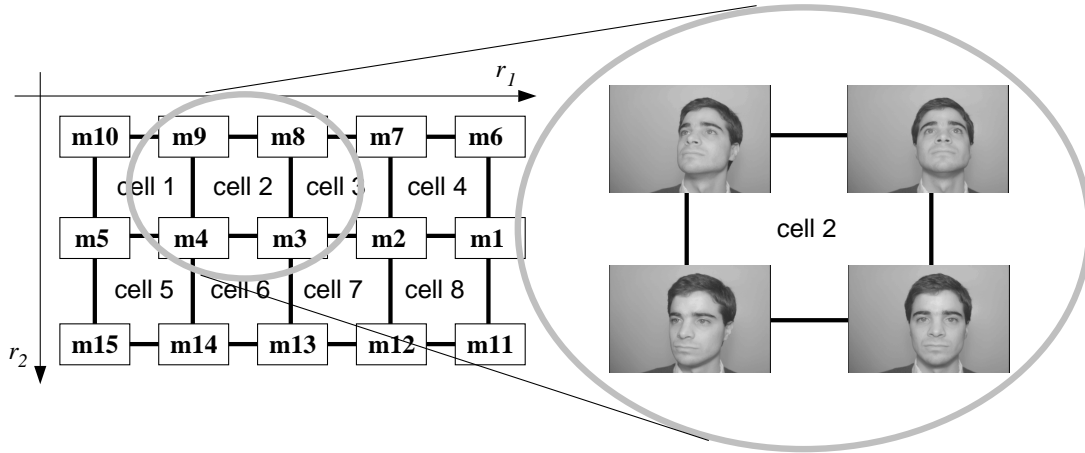 r1
m10 m9 m8 m7 m6
cell 1 cell 2 cell 3 cell 4
m5 m4 m3 m2 m1
cell 5 cell 6 cell 7 cell 8
m15 m14 m13 m12 m11
r2
cell 2